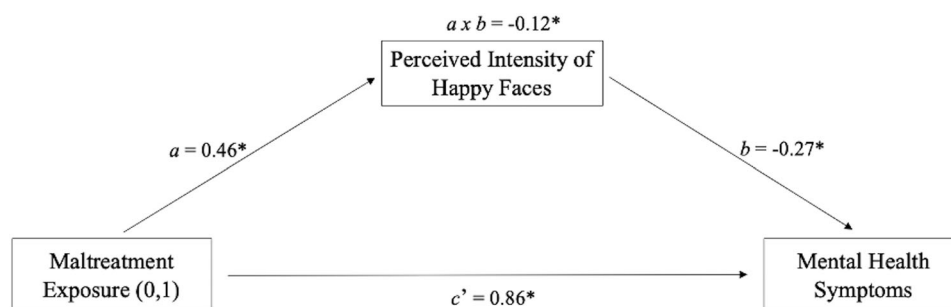 a x b = -0.12*
Perceived Intensity of
Happy Faces
a = 0.46*
b = -0.27*
Maltreatment
Exposure (0,1)
c’ = 0.86*
Mental Health
Symptoms